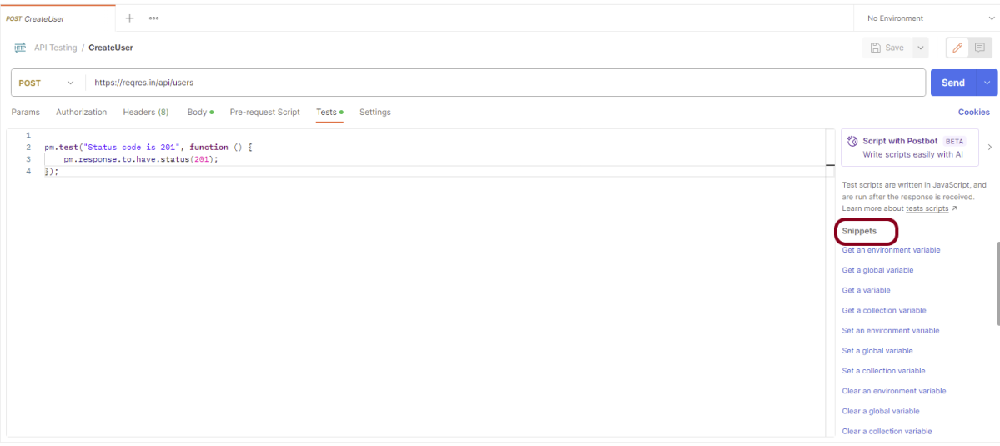 POST CreateUser
No Environment
HTTP API Testing / CreateUser
Save
POST https://reqres.in/api/users
Send
Params Authorization Headers (8) Body Pre-request Script Tests Settings
Cookies
1
2 pm.test("Status code is 201", function () {
3 pm.response.to.have.status(201);
4 });
Script with Postbot BETA
Write scripts easily with AI
Test scripts are written in JavaScript, and
are run after the response is received.
Learn more about tests scripts ↗
Snippets
Get an environment variable
Get a global variable
Get a variable
Get a collection variable
Set an environment variable
Set a global variable
Set a collection variable
Clear an environment variable
Clear a global variable
Clear a collection variable